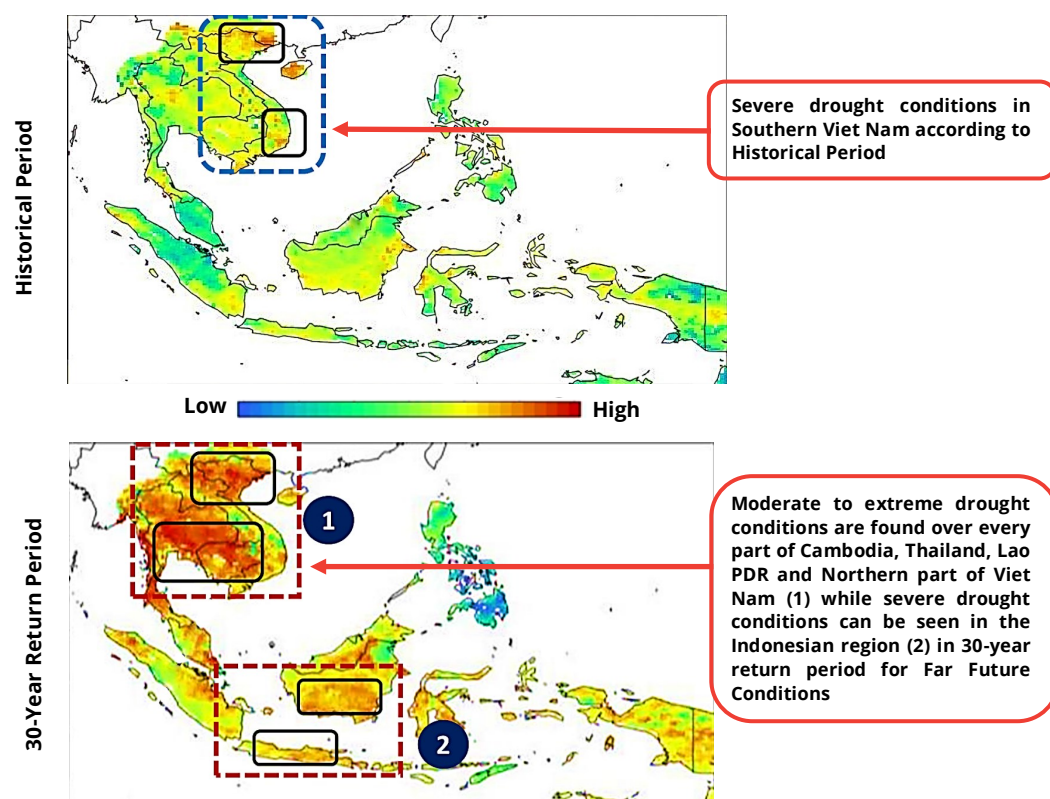 Historical Period
Severe drought conditions in
Southern Viet Nam according to
Historical Period
Low
High
30-Year Return Period
1
2
Moderate to extreme drought
conditions are found over every
part of Cambodia, Thailand, Lao
PDR and Northern part of Viet
Nam (1) while severe drought
conditions can be seen in the
Indonesian region (2) in 30-year
return period for Far Future
Conditions